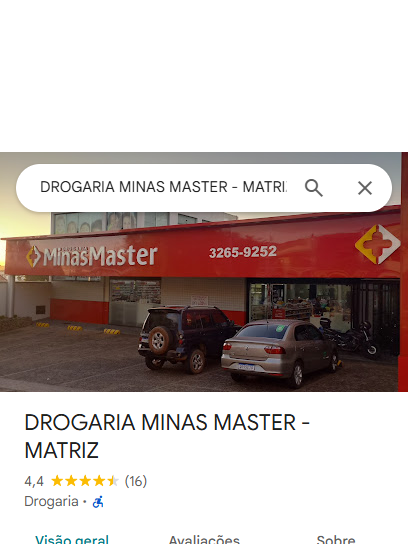 DROGARIA MINAS MASTER - MATRI
MinasMaster
3265-9252
DROGARIA MINAS MASTER -
MATRIZ
4,4 (16)
Drogaria •
Visão geral Avaliações Sobre